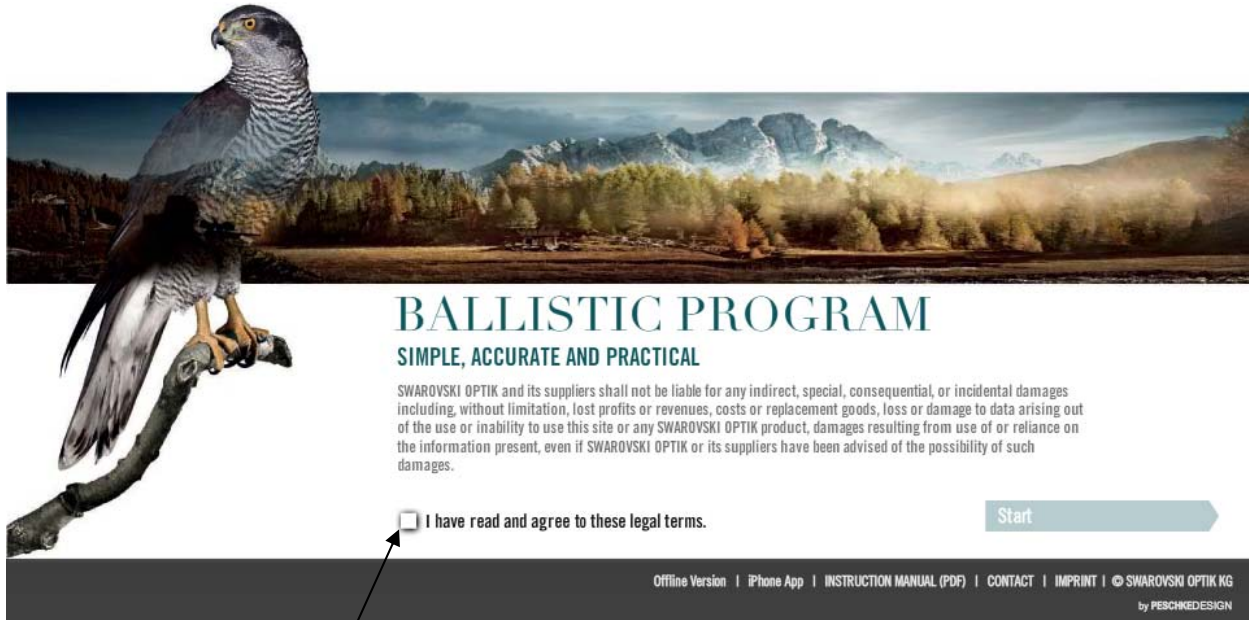 BALLISTIC PROGRAM
SIMPLE, ACCURATE AND PRACTICAL
SWAROVSKI OPTIK and its suppliers shall not be liable for any indirect, special, consequential, or incidental damages
including, without limitation, lost profits or revenues, costs or replacement goods, loss or damage to data arising out
of the use or inability to use this site or any SWAROVSKI OPTIK product, damages resulting from use of or reliance on
the information present, even if SWAROVSKI OPTIK or its suppliers have been advised of the possibility of such
damages.
I have read and agree to these legal terms.
Start
Offline Version | iPhone App | INSTRUCTION MANUAL (PDF) | CONTACT | IMPRINT | © SWAROVSKI OPTIK KG
by PESCHKEDESIGN